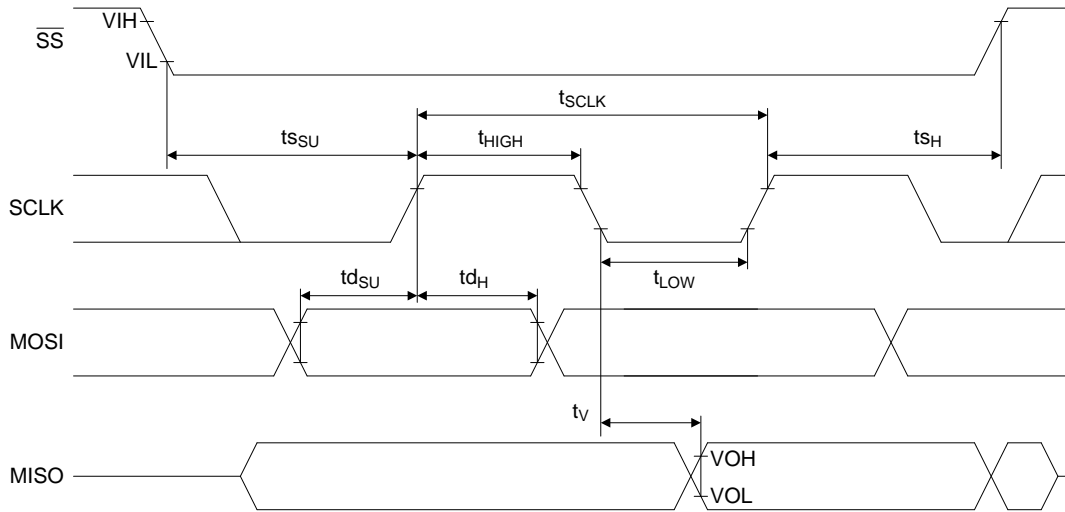 VIH
SS
VIL
tSCLK
tsSU
tHIGH
tsH
SCLK
tdSU
tdH
tLOW
MOSI
tV
VOH
MISO
VOL